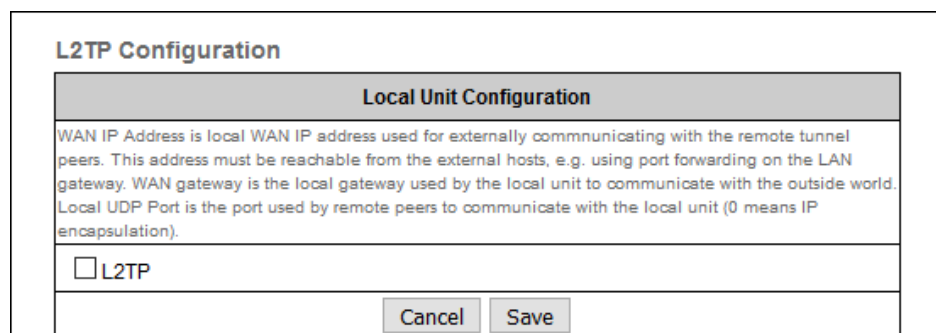 L2TP Configuration
Local Unit Configuration
WAN IP Address is local WAN IP address used for externally commnunicating with the remote tunnel
peers. This address must be reachable from the external hosts, e.g. using port forwarding on the LAN
gateway. WAN gateway is the local gateway used by the local unit to communicate with the outside world.
Local UDP Port is the port used by remote peers to communicate with the local unit (0 means IP
encapsulation).
L2TP
Cancel Save